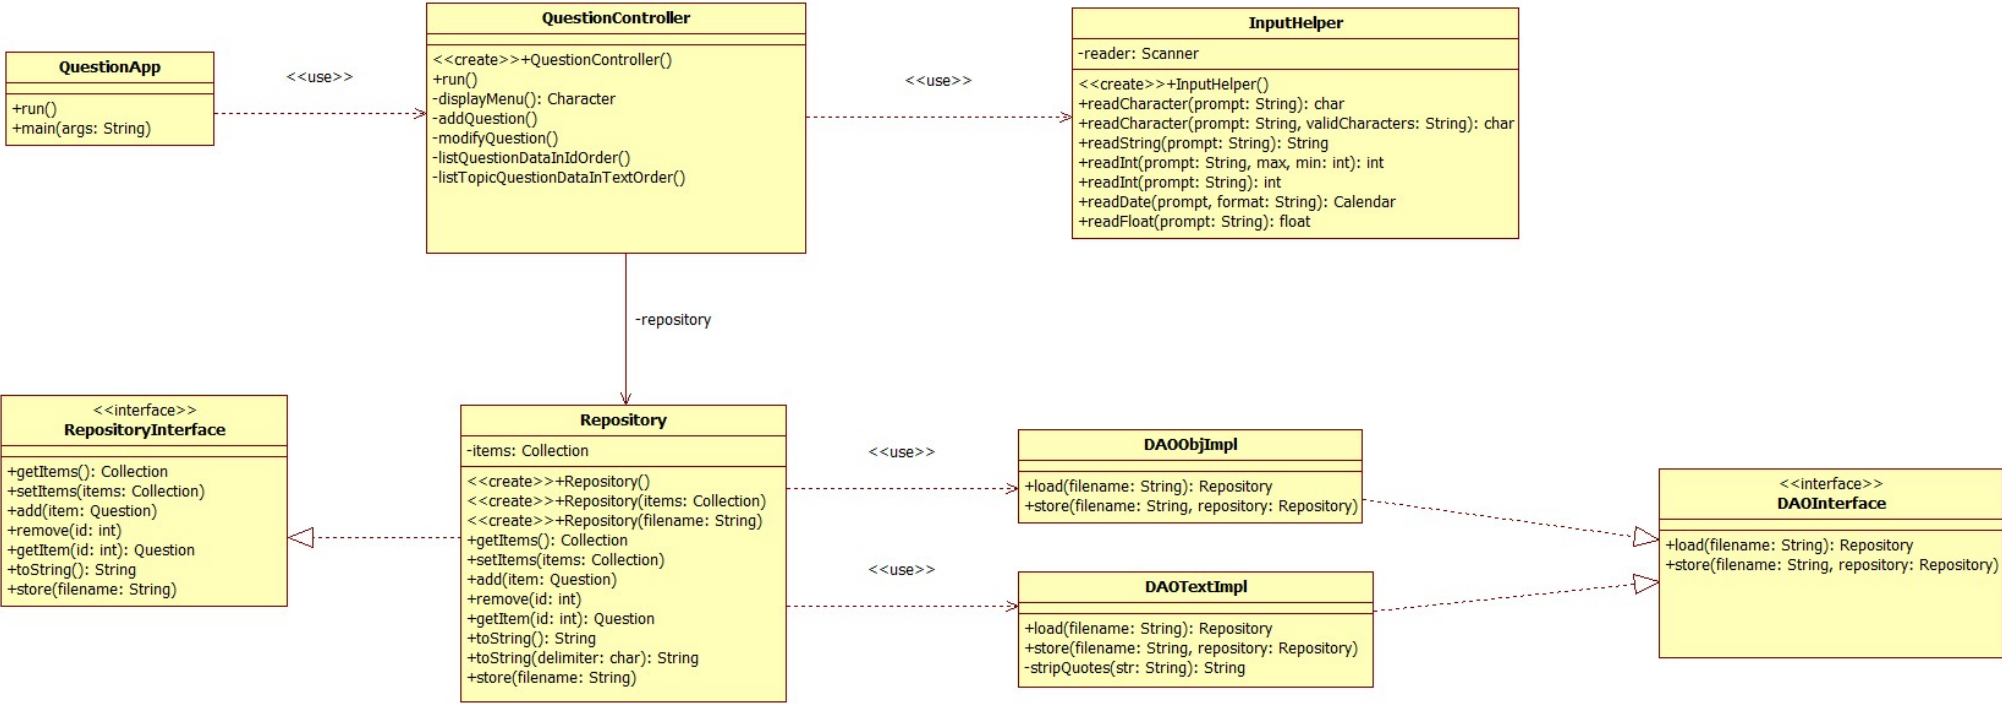 QuestionApp
+run()
+main(args: String)
<<use>>
QuestionController
<<create>>+QuestionController()
+run()
-displayMenu(): Character
-addQuestion()
-modifyQuestion()
-listQuestionDataInIdOrder()
-listTopicQuestionDataInTextOrder()
<<use>>
InputHelper
-reader: Scanner
<<create>>+InputHelper()
+readCharacter(prompt: String): char
+readCharacter(prompt: String, validCharacters: String): char
+readString(prompt: String): String
+readInt(prompt: String, max, min: int): int
+readInt(prompt: String): int
+readDate(prompt, format: String): Calendar
+readFloat(prompt: String): float
-repository
<<interface>>
RepositoryInterface
+getItems(): Collection
+setItems(items: Collection)
+add(item: Question)
+remove(id: int)
+getItem(id: int): Question
+toString(): String
+store(filename: String)
Repository
-items: Collection
<<create>>+Repository()
<<create>>+Repository(items: Collection)
<<create>>+Repository(filename: String)
+getItems(): Collection
+setItems(items: Collection)
+add(item: Question)
+remove(id: int)
+getItem(id: int): Question
+toString(): String
+toString(delimiter: char): String
+store(filename: String)
<<use>>
DAOObjImpl
+load(filename: String): Repository
+store(filename: String, repository: Repository)
<<use>>
DAOTextImpl
+load(filename: String): Repository
+store(filename: String, repository: Repository)
-stripQuotes(str: String): String
<<interface>>
DAOInterface
+load(filename: String): Repository
+store(filename: String, repository: Repository)